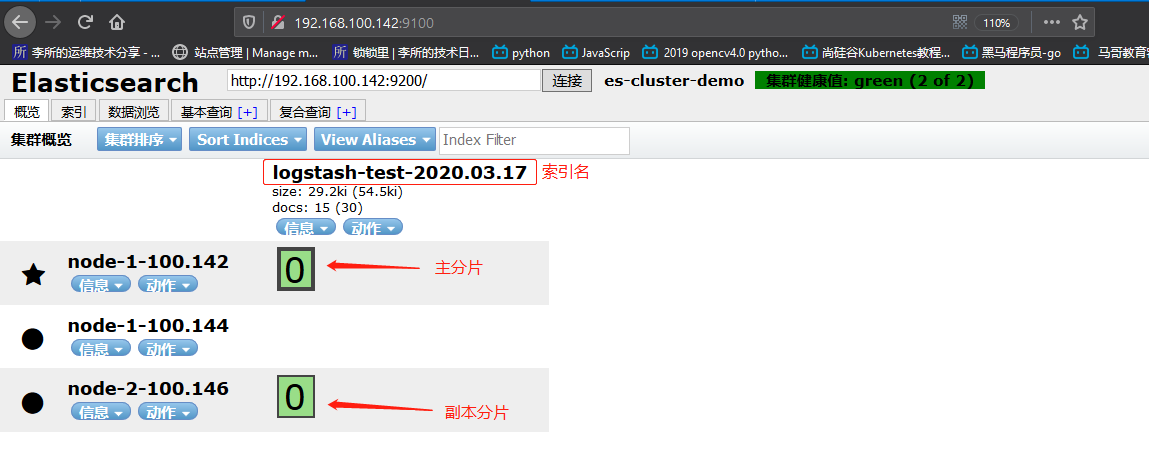 192.168.100.142:9100
110%
所 李所的运维技术分享 - ...
站点管理 | Manage m...
所 锁锁里 | 李所的技术日...
python
JavaScrip
2019 opencv4.0 pytho...
尚硅谷Kubernetes教程...
黑马程序员-go
马哥教育
Elasticsearch
http://192.168.100.142:9200/
连接
es-cluster-demo
集群健康值: green (2 of 2)
概览
索引
数据浏览
基本查询 [+]
复合查询 [+]
集群概览
集群排序
Sort Indices
View Aliases
Index Filter
logstash-test-2020.03.17
索引名
size: 29.2ki (54.5ki)
docs: 15 (30)
信息
动作
node-1-100.142
信息
动作
0
主分片
node-1-100.144
信息
动作
node-2-100.146
信息
动作
0
副本分片